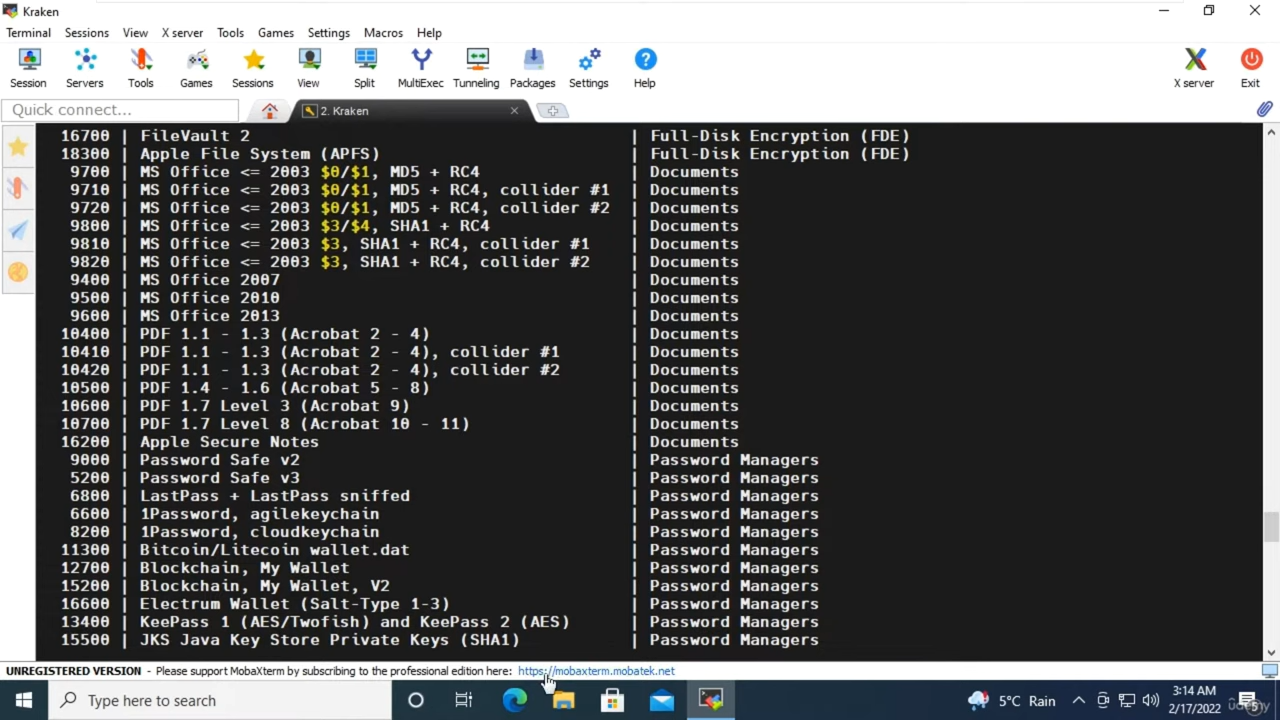 Kraken
Terminal Sessions View X server Tools Games Settings Macros Help
Session Servers Tools Games Sessions View Split MultiExec Tunneling Packages Settings Help X server Exit
Quick connect... 2. Kraken
16700 | FileVault 2 | Full-Disk Encryption (FDE)
18300 | Apple File System (APFS) | Full-Disk Encryption (FDE)
9700 | MS Office <= 2003 $0/$1, MD5 + RC4 | Documents
9710 | MS Office <= 2003 $0/$1, MD5 + RC4, collider #1 | Documents
9720 | MS Office <= 2003 $0/$1, MD5 + RC4, collider #2 | Documents
9800 | MS Office <= 2003 $3/$4, SHA1 + RC4 | Documents
9810 | MS Office <= 2003 $3, SHA1 + RC4, collider #1 | Documents
9820 | MS Office <= 2003 $3, SHA1 + RC4, collider #2 | Documents
9400 | MS Office 2007 | Documents
9500 | MS Office 2010 | Documents
9600 | MS Office 2013 | Documents
10400 | PDF 1.1 - 1.3 (Acrobat 2 - 4) | Documents
10410 | PDF 1.1 - 1.3 (Acrobat 2 - 4), collider #1 | Documents
10420 | PDF 1.1 - 1.3 (Acrobat 2 - 4), collider #2 | Documents
10500 | PDF 1.4 - 1.6 (Acrobat 5 - 8) | Documents
10600 | PDF 1.7 Level 3 (Acrobat 9) | Documents
10700 | PDF 1.7 Level 8 (Acrobat 10 - 11) | Documents
16200 | Apple Secure Notes | Documents
9000 | Password Safe v2 | Password Managers
5200 | Password Safe v3 | Password Managers
6800 | LastPass + LastPass sniffed | Password Managers
6600 | 1Password, agilekeychain | Password Managers
8200 | 1Password, cloudkeychain | Password Managers
11300 | Bitcoin/Litecoin wallet.dat | Password Managers
12700 | Blockchain, My Wallet | Password Managers
15200 | Blockchain, My Wallet, V2 | Password Managers
16600 | Electrum Wallet (Salt-Type 1-3) | Password Managers
13400 | KeePass 1 (AES/Twofish) and KeePass 2 (AES) | Password Managers
15500 | JKS Java Key Store Private Keys (SHA1) | Password Managers
UNREGISTERED VERSION - Please support MobaXterm by subscribing to the professional edition here: https://mobaxterm.mobatek.net
Type here to search 5°C Rain 3:14 AM
2/17/2022
udemy